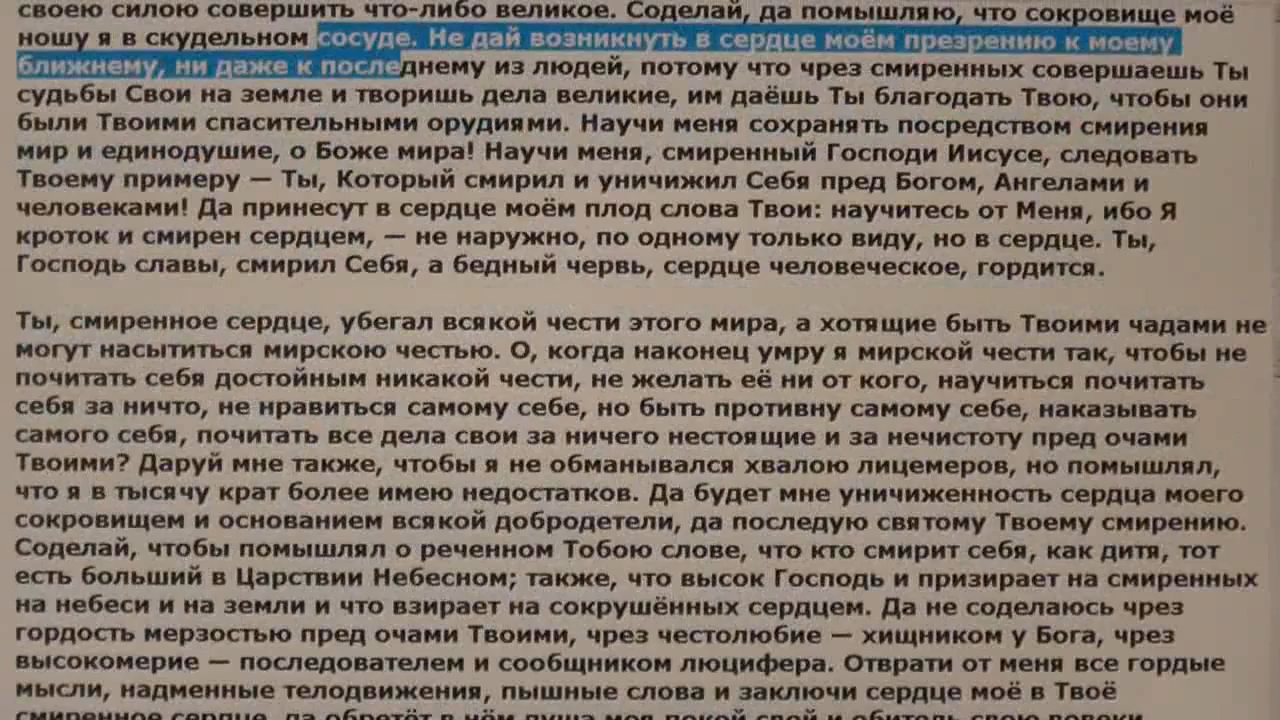 своею силою совершить что-либо великое. Соделай, да помышляю, что сокровище моё
ношу я в скудельном сосуде. Не дай возникнуть в сердце моём презрению к моему
ближнему, ни даже к последнему из людей, потому что чрез смиренных совершаешь Ты
судьбы Свои на земле и творишь дела великие, им даёшь Ты благодать Твою, чтобы они
были Твоими спасительными орудиями. Научи меня сохранять посредством смирения
мир и единодушие, о Боже мира! Научи меня, смиренный Господи Иисусе, следовать
Твоему примеру — Ты, Который смирил и уничижил Себя пред Богом, Ангелами и
человеками! Да принесут в сердце моём плод слова Твои: научитесь от Меня, ибо Я
кроток и смирен сердцем, — не наружно, по одному только виду, но в сердце. Ты,
Господь славы, смирил Себя, а бедный червь, сердце человеческое, гордится.
Ты, смиренное сердце, убегал всякой чести этого мира, а хотящие быть Твоими чадами не
могут насытиться мирскою честью. О, когда наконец умру я мирской чести так, чтобы не
почитать себя достойным никакой чести, не желать её ни от кого, научиться почитать
себя за ничто, не нравиться самому себе, но быть противну самому себе, наказывать
самого себя, почитать все дела свои за ничего нестоящие и за нечистоту пред очами
Твоими? Даруй мне также, чтобы я не обманывался хвалою лицемеров, но помышлял,
что я в тысячу крат более имею недостатков. Да будет мне уничиженность сердца моего
сокровищем и основанием всякой добродетели, да последую святому Твоему смирению.
Соделай, чтобы помышлял о реченном Тобою слове, что кто смирит себя, как дитя, тот
есть больший в Царствии Небесном; также, что высок Господь и призирает на смиренных
на небеси и на земли и что взирает на сокрушённых сердцем. Да не соделаюсь чрез
гордость мерзостью пред очами Твоими, чрез честолюбие — хищником у Бога, чрез
высокомерие — последователем и сообщником люцифера. Отврати от меня все гордые
мысли, надменные телодвижения, пышные слова и заключи сердце моё в Твоё
смиренное сердце, да обретёт в нём душа моя покой свой и обитель свою вовеки